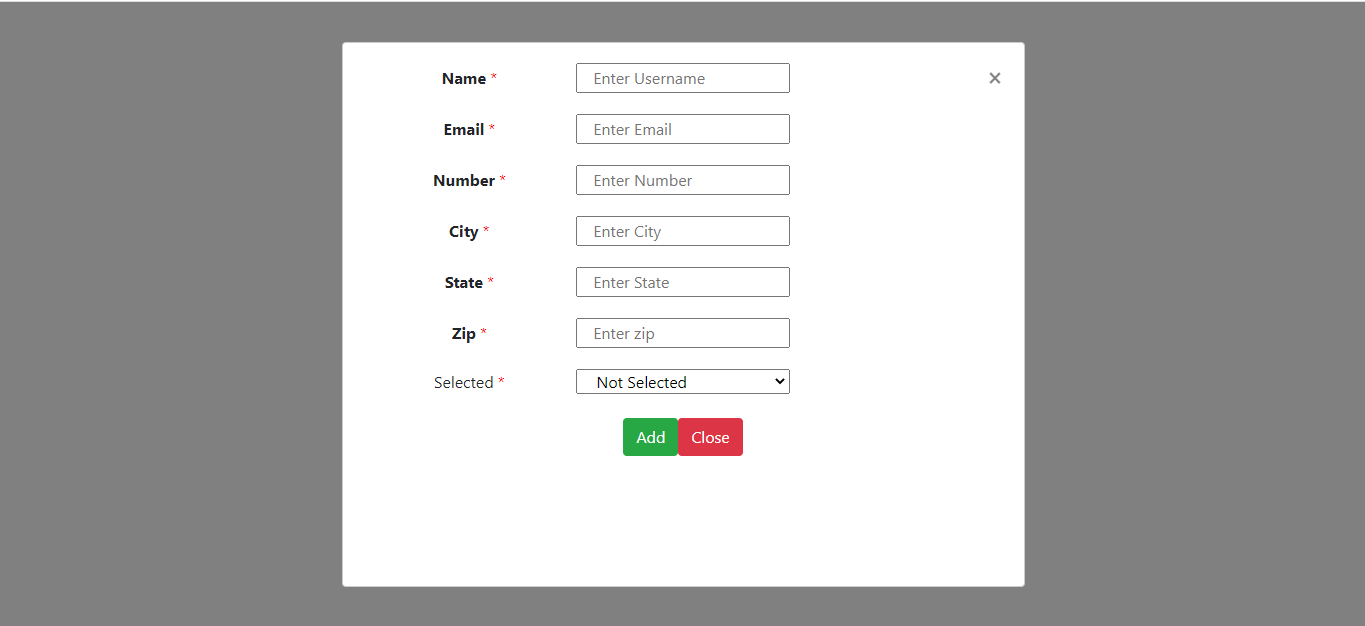 Name * Enter Username ×
Email * Enter Email
Number * Enter Number
City * Enter City
State * Enter State
Zip * Enter zip
Selected * Not Selected
Add Close